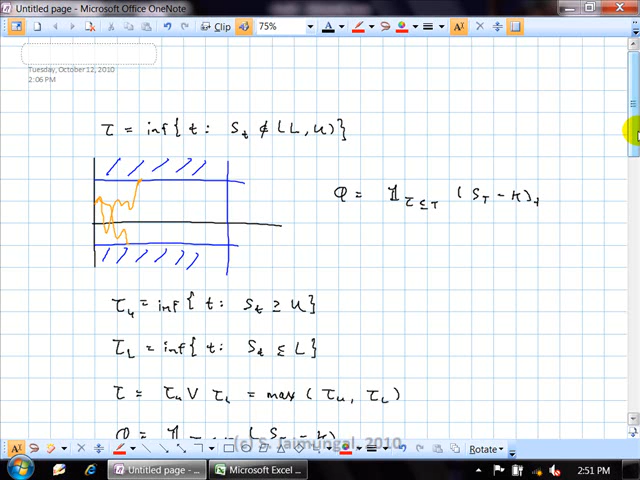 Untitled page - Microsoft Office OneNote
75%
Tuesday, October 12, 2010
2:06 PM
τ = inf{ t : S_t ∉ (L, U) }
φ = 𝟙_{τ ≤ T} (S_T - K)_+
τ_u = inf{ t : S_t ≥ U }
τ_L = inf{ t : S_t ≤ L }
τ = τ_u ∨ τ_L = max( τ_u, τ_L )
(c) S. Jaimungal, 2010
Rotate
Untitled page - ...
Microsoft Excel ...
2:51 PM